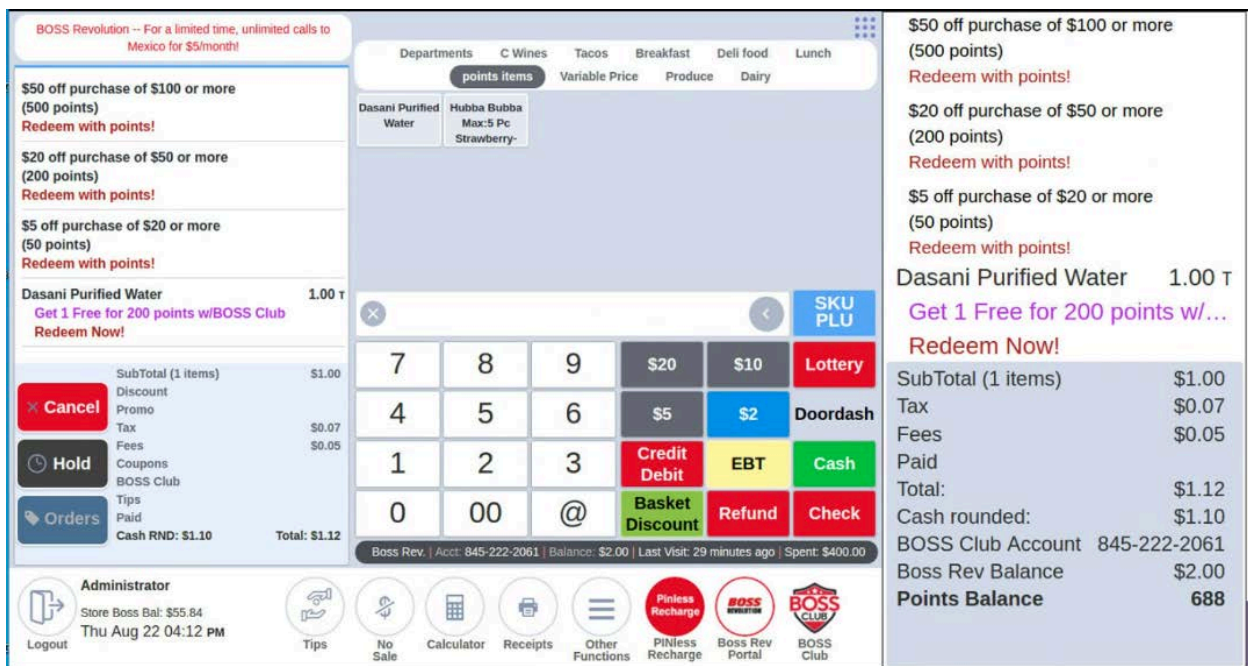 BOSS Revolution -- For a limited time, unlimited calls to
Mexico for $5/month!
$50 off purchase of $100 or more
(500 points)
Redeem with points!
$20 off purchase of $50 or more
(200 points)
Redeem with points!
$5 off purchase of $20 or more
(50 points)
Redeem with points!
Dasani Purified Water 1.00 T
Get 1 Free for 200 points w/BOSS Club
Redeem Now!
× Cancel
Hold
Orders
SubTotal (1 items) $1.00
Discount
Promo
Tax $0.07
Fees $0.05
Coupons
BOSS Club
Tips
Paid
Cash RND: $1.10 Total: $1.12
Departments C Wines Tacos Breakfast Deli food Lunch
points items Variable Price Produce Dairy
Dasani Purified
Water
Hubba Bubba
Max:5 Pc
Strawberry-
SKU
PLU
7 8 9 $20 $10 Lottery
4 5 6 $5 $2 Doordash
1 2 3 Credit
Debit EBT Cash
0 00 @ Basket
Discount Refund Check
Boss Rev. | Acct: 845-222-2061 | Balance: $2.00 | Last Visit: 29 minutes ago | Spent: $400.00
Logout
Administrator
Store Boss Bal: $55.84
Thu Aug 22 04:12 PM
Tips
No
Sale
Calculator
Receipts
Other
Functions
Pinless
Recharge
PINless
Recharge
BOSS
REVOLUTION
Boss Rev
Portal
BOSS
CLUB
BOSS
Club
$50 off purchase of $100 or more
(500 points)
Redeem with points!
$20 off purchase of $50 or more
(200 points)
Redeem with points!
$5 off purchase of $20 or more
(50 points)
Redeem with points!
Dasani Purified Water 1.00 T
Get 1 Free for 200 points w/...
Redeem Now!
SubTotal (1 items) $1.00
Tax $0.07
Fees $0.05
Paid
Total: $1.12
Cash rounded: $1.10
BOSS Club Account 845-222-2061
Boss Rev Balance $2.00
Points Balance 688